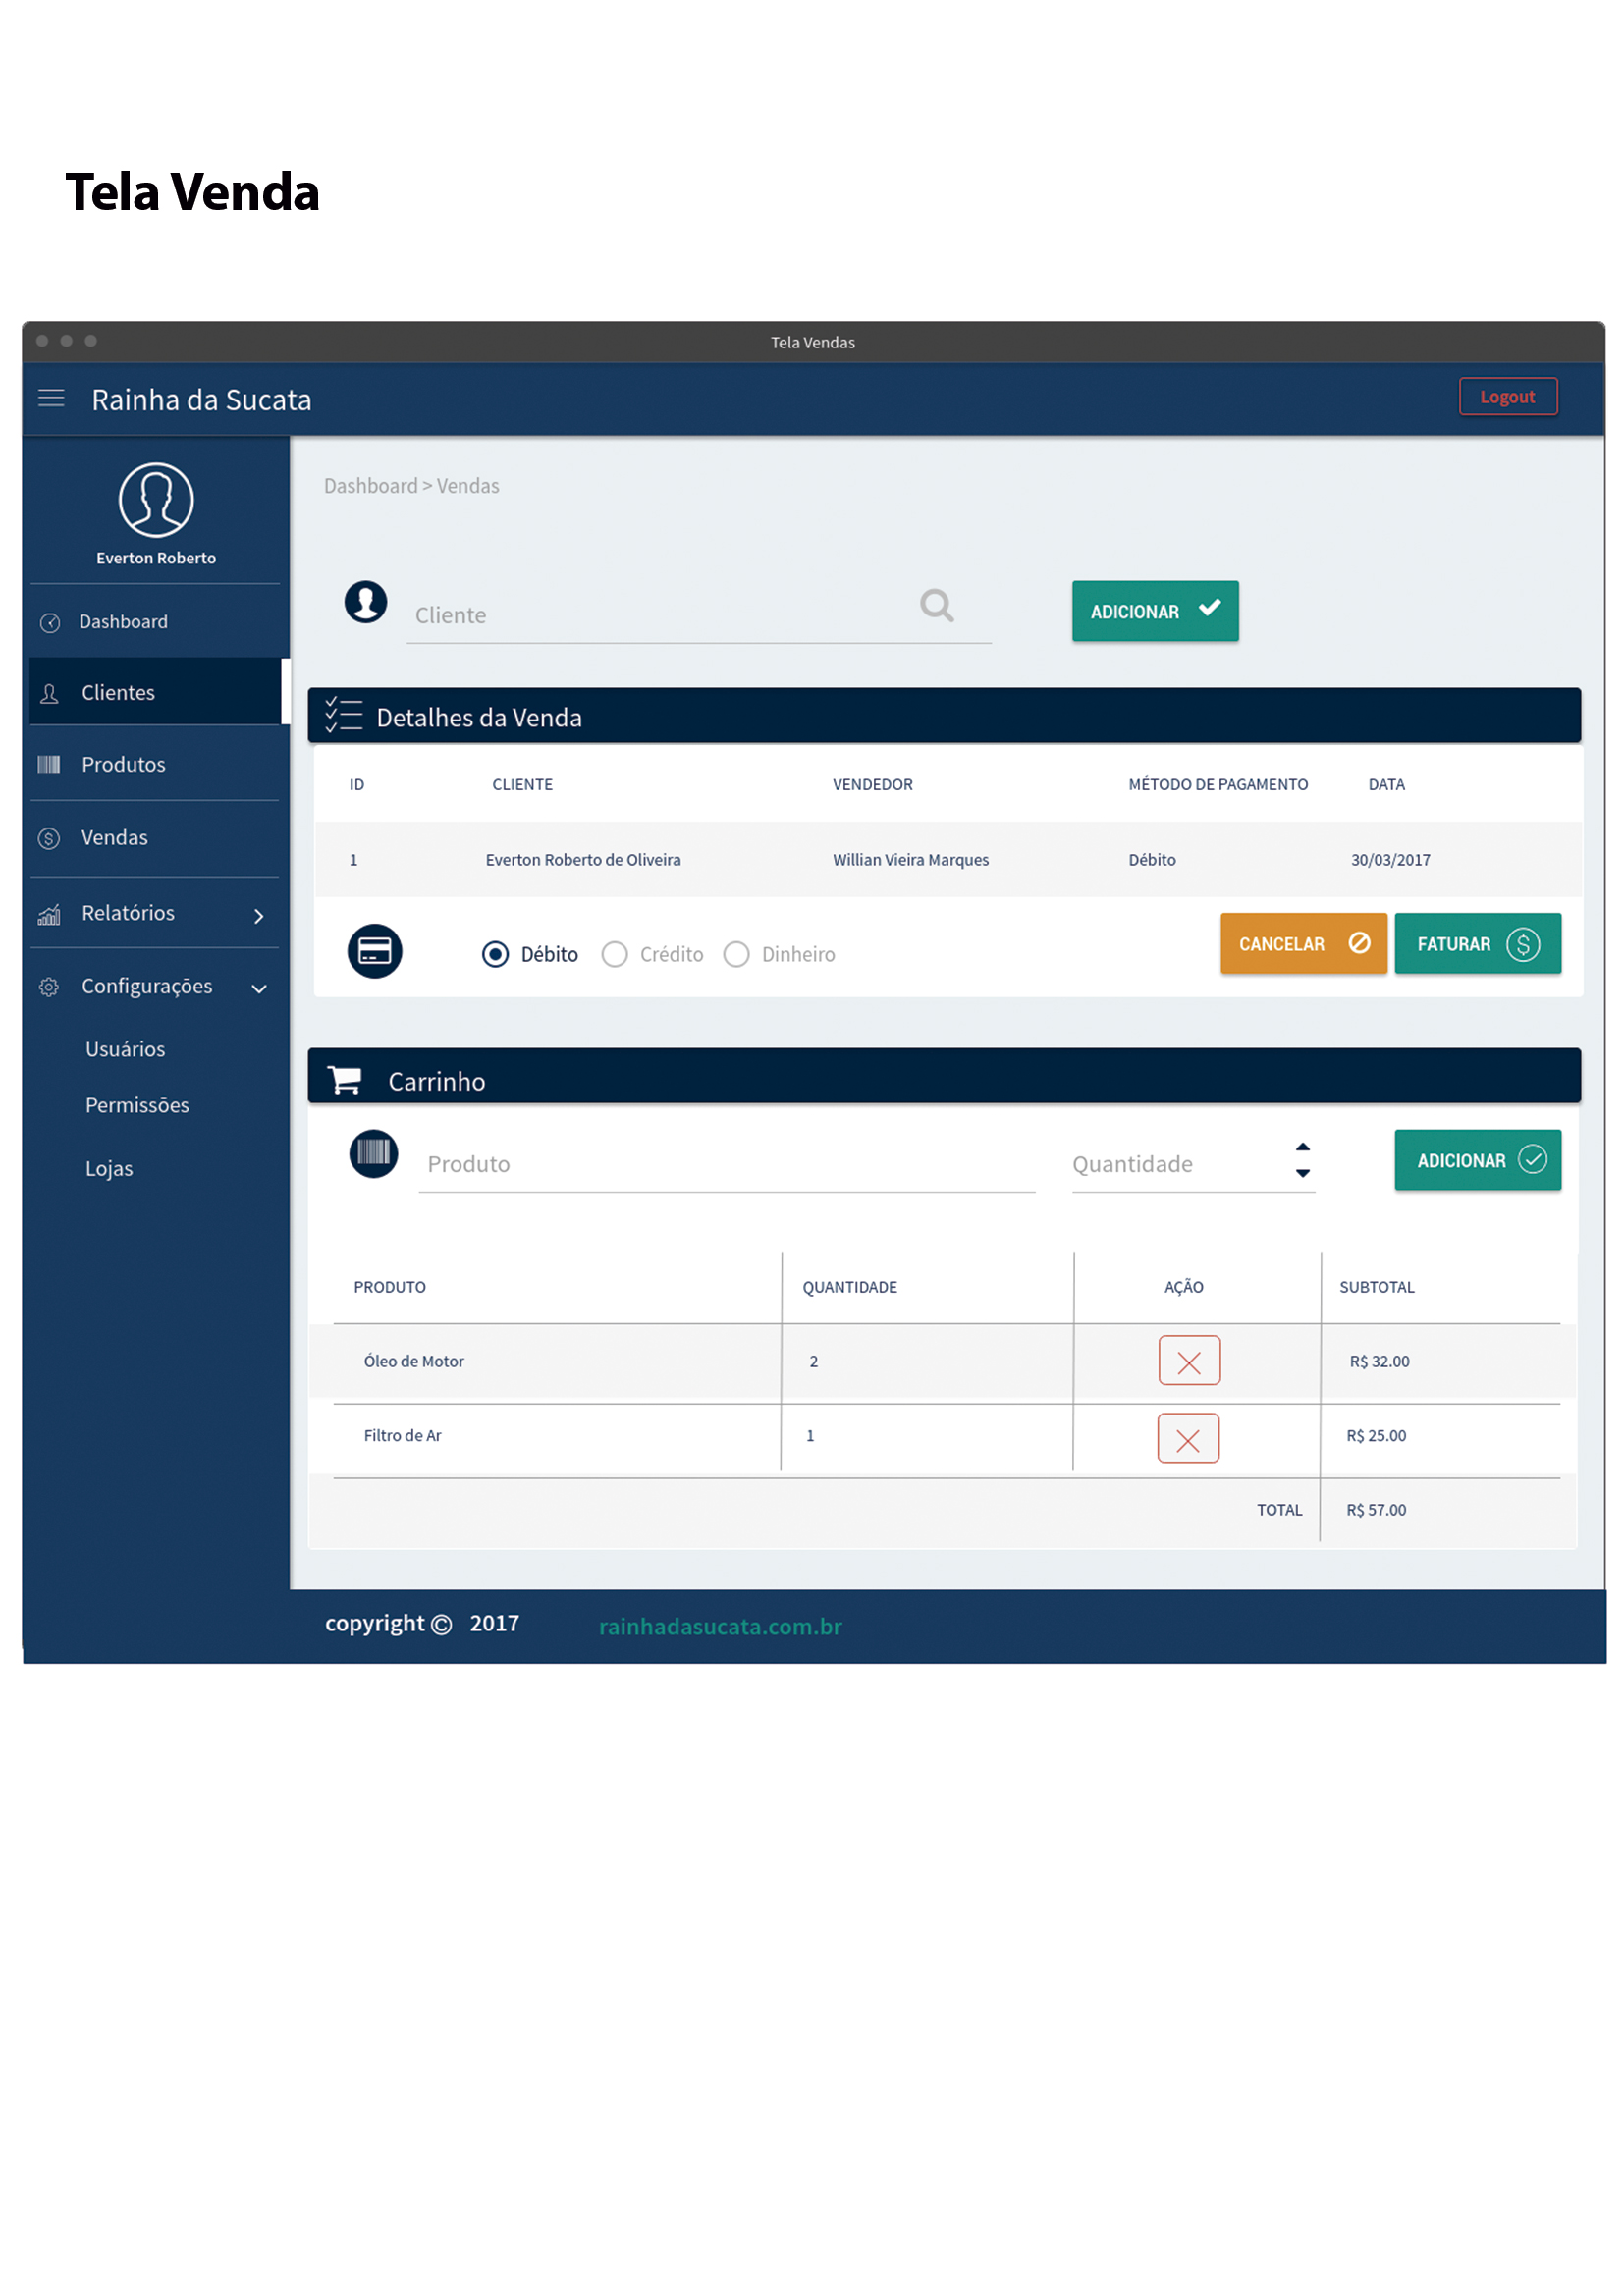 Tela Venda
Tela Vendas
Rainha da Sucata
Logout
Everton Roberto
Dashboard
Clientes
Produtos
Vendas
Relatórios
Configurações
Usuários
Permissões
Lojas
Dashboard > Vendas
Cliente
ADICIONAR
Detalhes da Venda
ID CLIENTE VENDEDOR MÉTODO DE PAGAMENTO DATA
1 Everton Roberto de Oliveira Willian Vieira Marques Débito 30/03/2017
Débito Crédito Dinheiro CANCELAR FATURAR
Carrinho
Produto Quantidade ADICIONAR
PRODUTO QUANTIDADE AÇÃO SUBTOTAL
Óleo de Motor 2 R$ 32.00
Filtro de Ar 1 R$ 25.00
TOTAL R$ 57.00
copyright © 2017 rainhadasucata.com.br